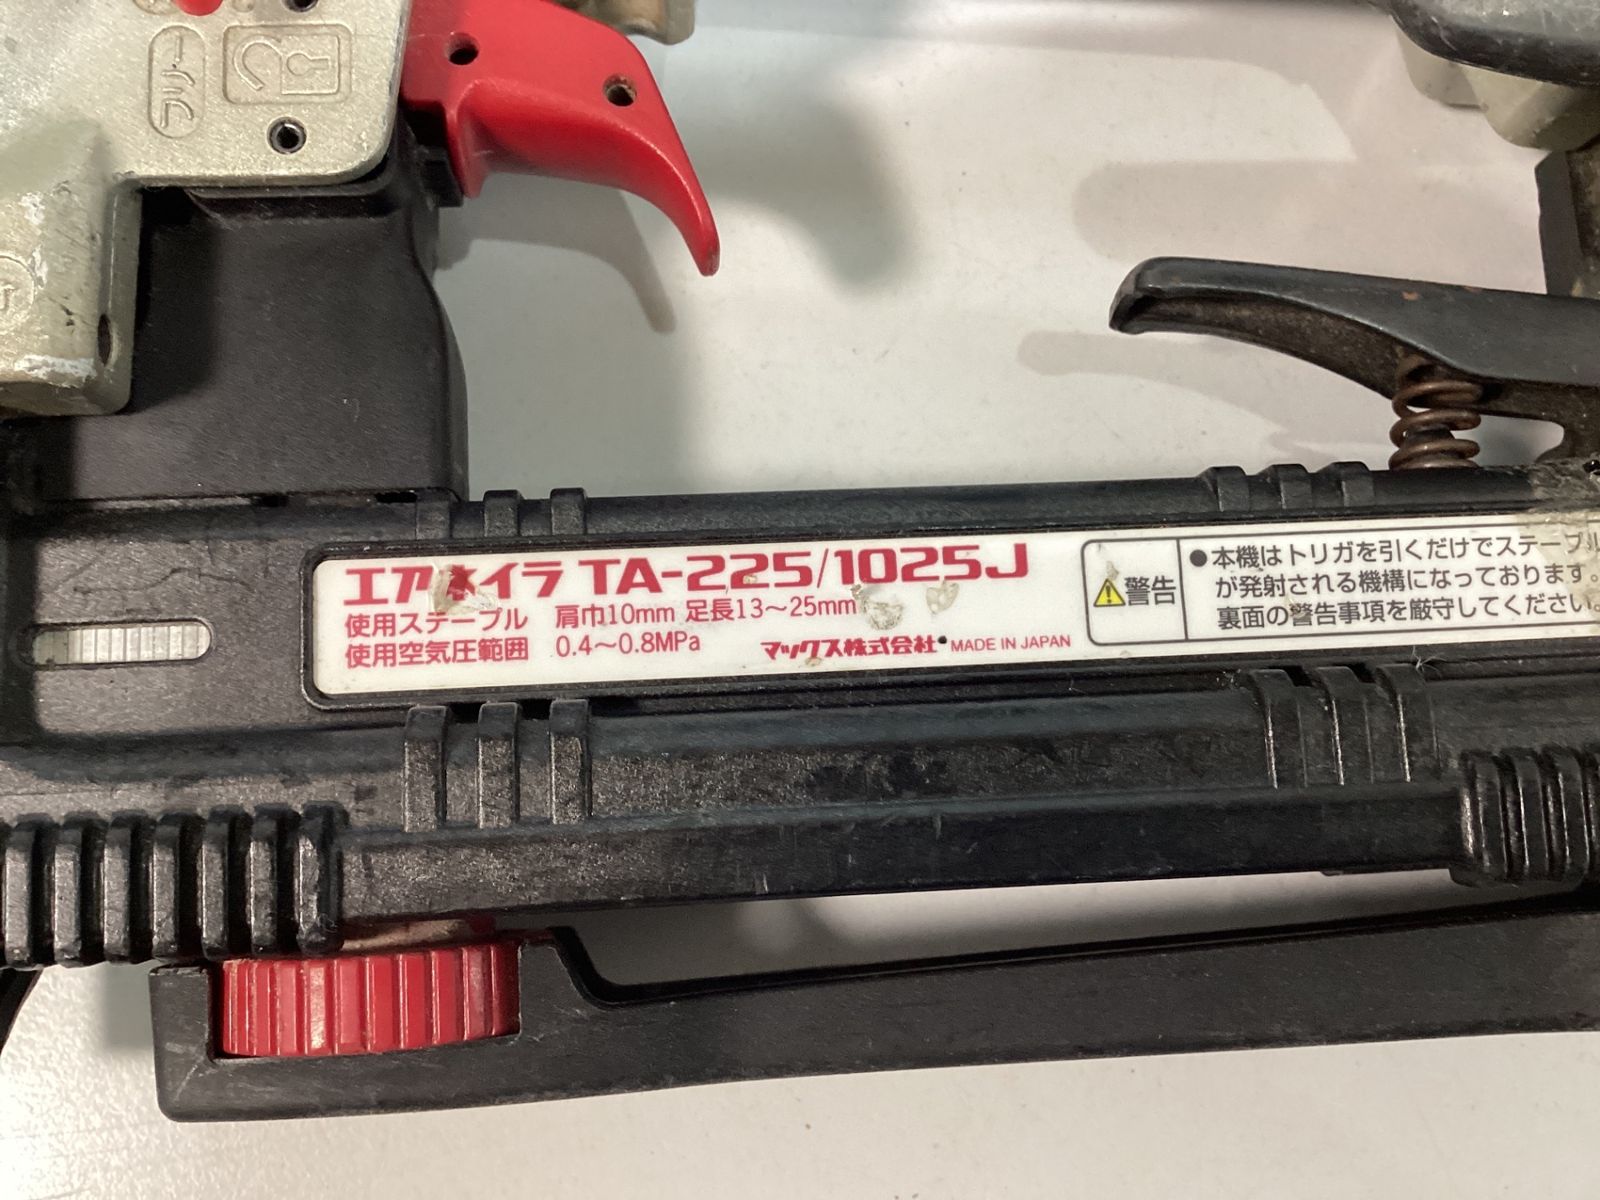 フリー
エアネイラ TA-225/1025J
使用ステープル 肩巾10mm 足長13～25mm
使用空気圧範囲 0.4～0.8MPa
マックス株式会社 MADE IN JAPAN
警告
●本機はトリガを引くだけでステープル
が発射される機構になっております。
裏面の警告事項を厳守してください。